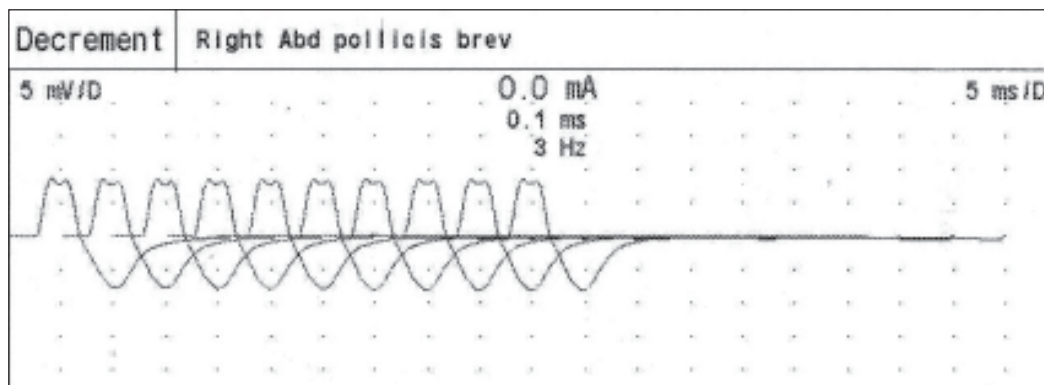 Decrement Right Abd pollicis brev
5 mV/D 0.0 mA 5 ms/D
0.1 ms
3 Hz